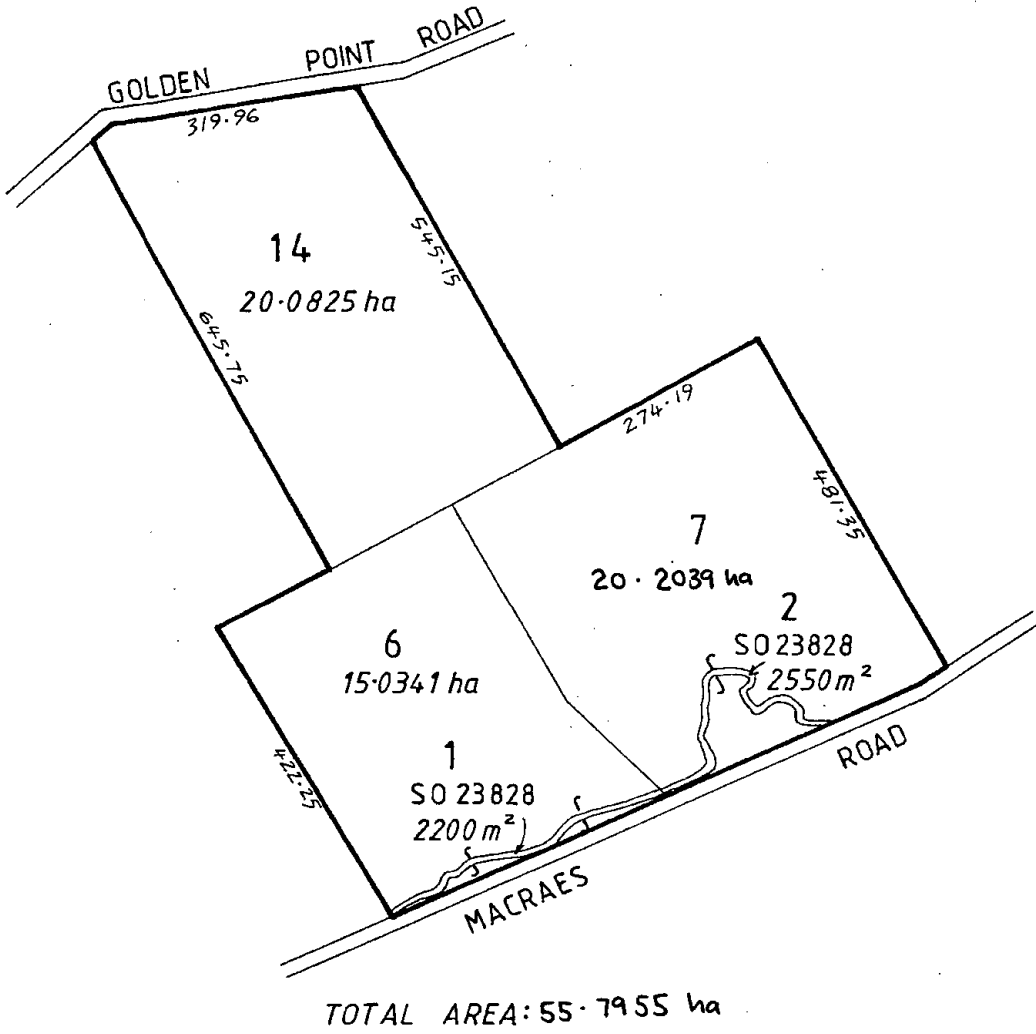 GOLDEN POINT ROAD
319.96
14
20.0825 ha
545.15
645.75
274.19
481.35
7
20.2039 ha
2
SO 23828
2550 m²
6
15.0341 ha
1
SO 23828
2200 m²
422.25
MACRAES ROAD
TOTAL AREA: 55.7955 ha